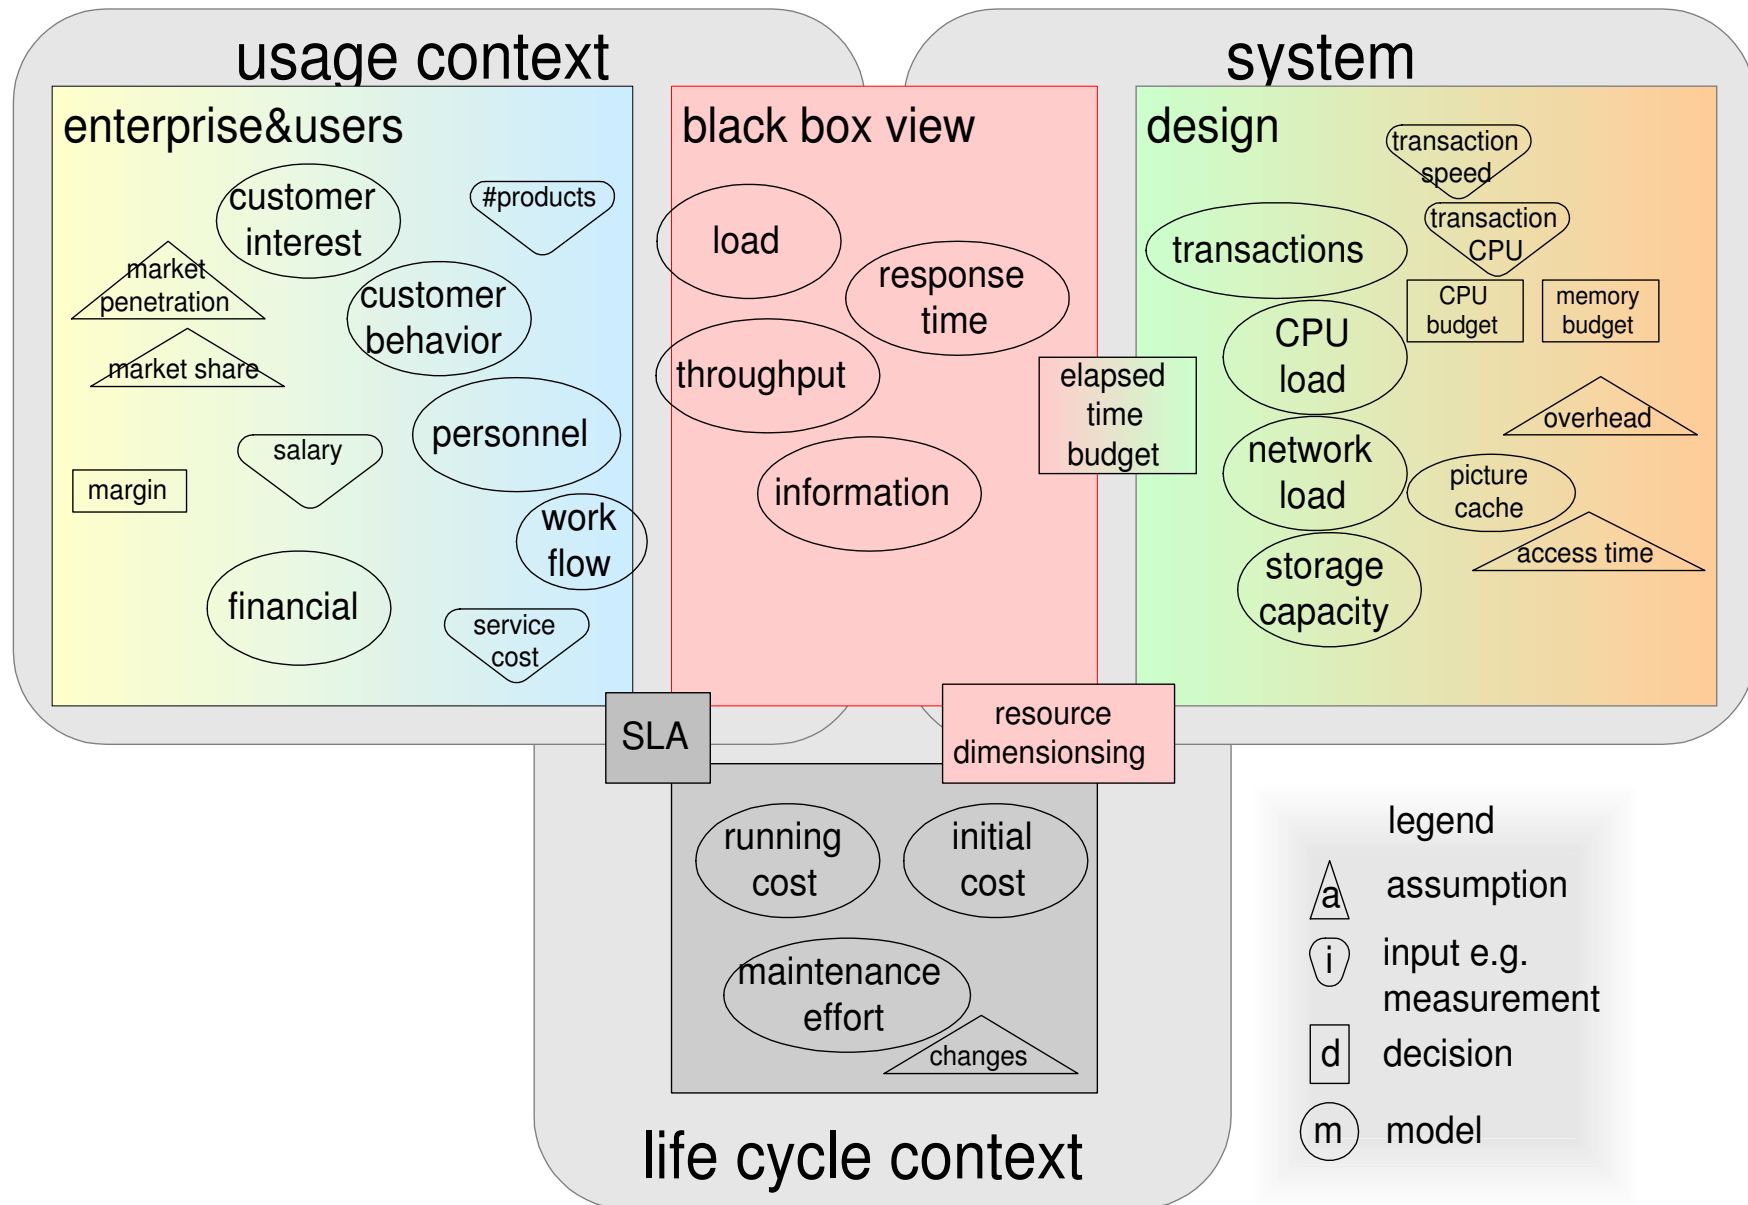 usage context
system
enterprise&users
customer
interest
#products
market
penetration
customer
behavior
market share
personnel
salary
margin
work
flow
financial
service
cost
black box view
load
response
time
throughput
elapsed
time
budget
information
design
transaction
speed
transactions
transaction
CPU
CPU
budget
memory
budget
CPU
load
overhead
network
load
picture
cache
access time
storage
capacity
SLA
resource
dimensionsing
running
cost
initial
cost
maintenance
effort
changes
life cycle context
legend
a
assumption
i
input e.g.
measurement
d
decision
m
model